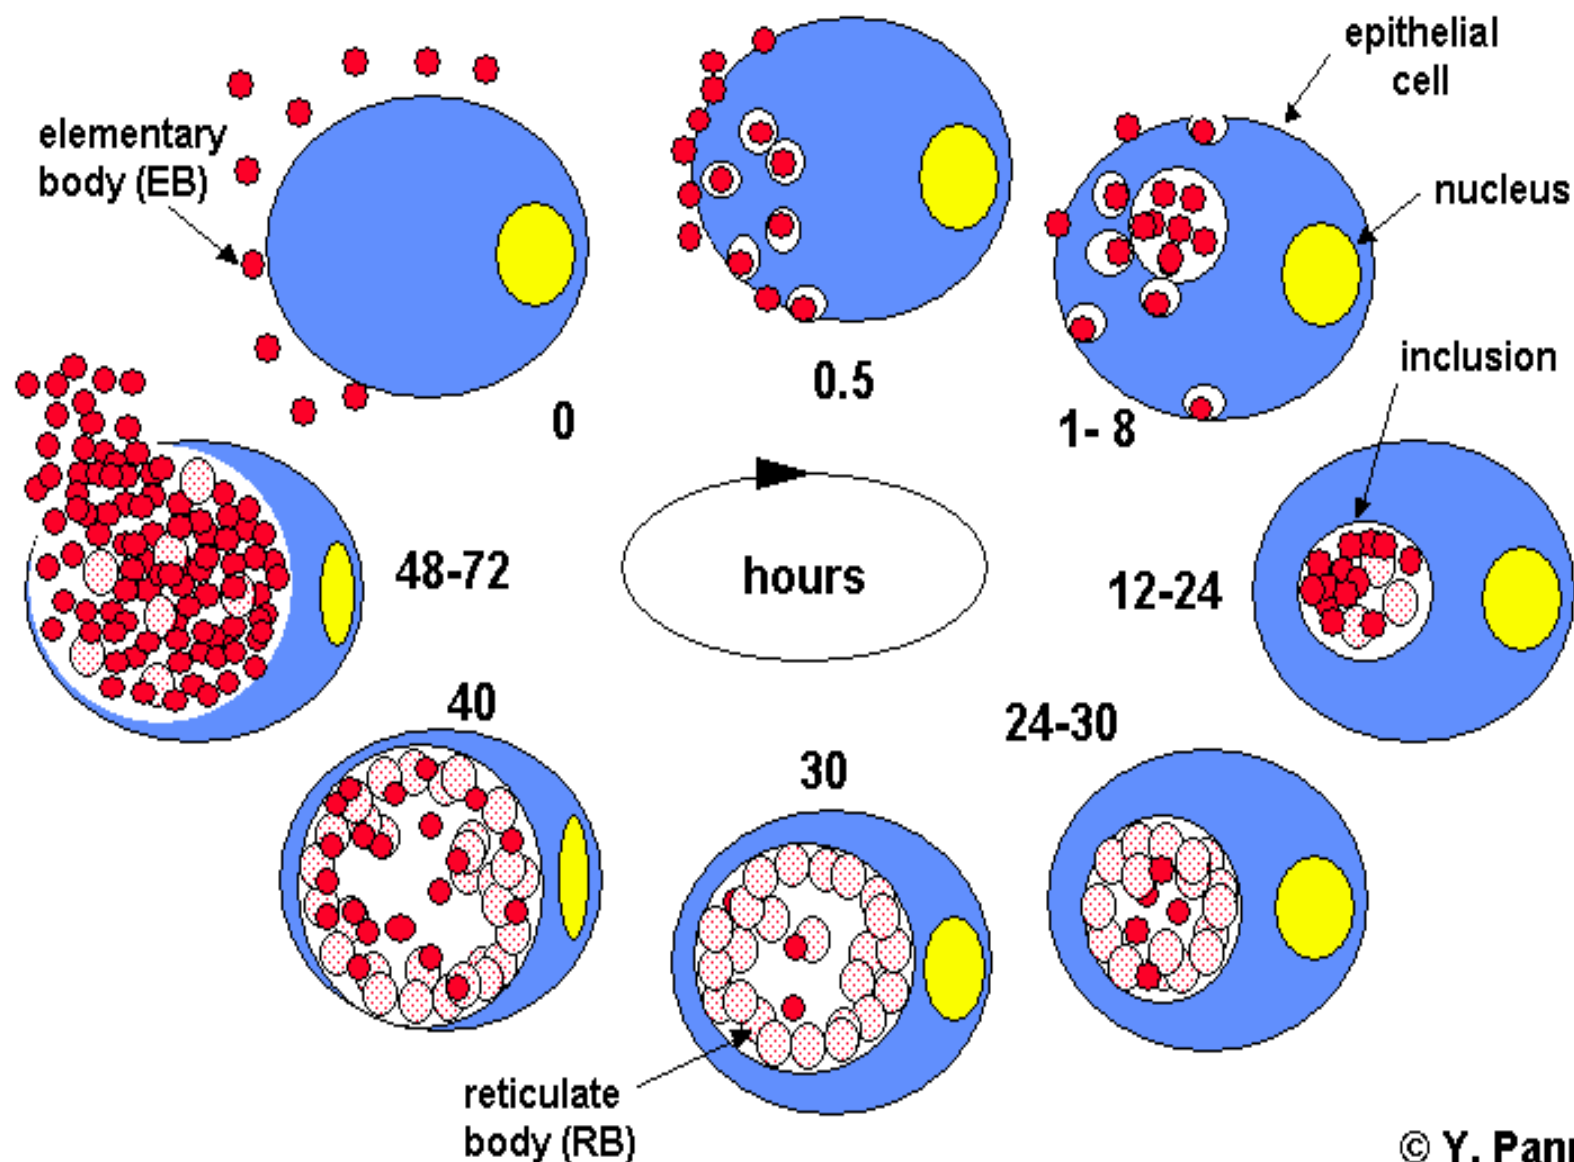 epithelial
cell
elementary
body (EB)
nucleus
0.5
0
1- 8
inclusion
hours
48-72
12-24
40
24-30
30
reticulate
body (RB)
© Y.